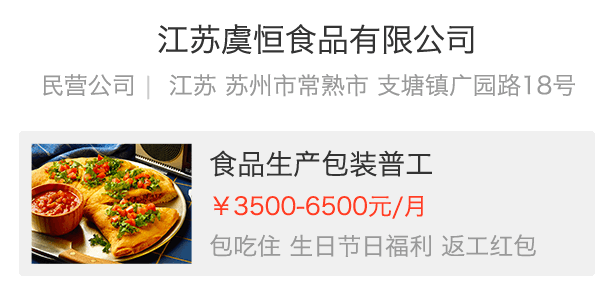 江苏虞恒食品有限公司
民营公司 | 江苏 苏州市常熟市 支塘镇广园路18号
食品生产包装普工
￥3500-6500元/月
包吃住 生日节日福利 返工红包